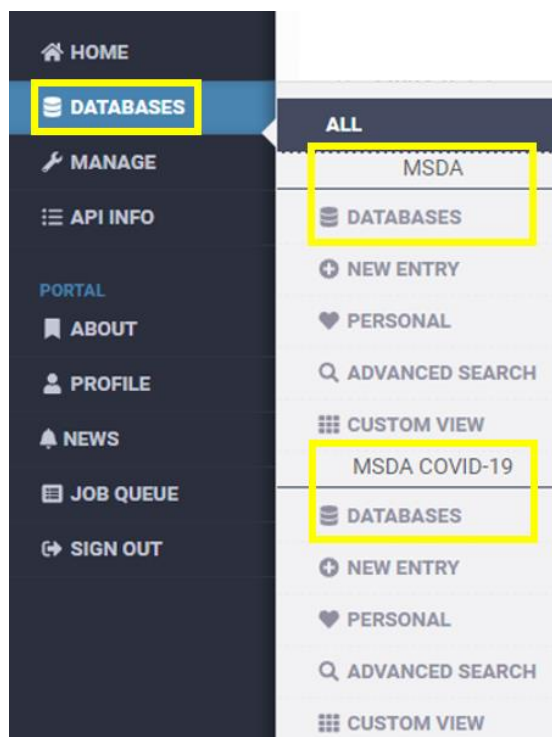 HOME
DATABASES
MANAGE
API INFO
PORTAL
ABOUT
PROFILE
NEWS
JOB QUEUE
SIGN OUT
ALL
MSDA
DATABASES
NEW ENTRY
PERSONAL
ADVANCED SEARCH
CUSTOM VIEW
MSDA COVID-19
DATABASES
NEW ENTRY
PERSONAL
ADVANCED SEARCH
CUSTOM VIEW